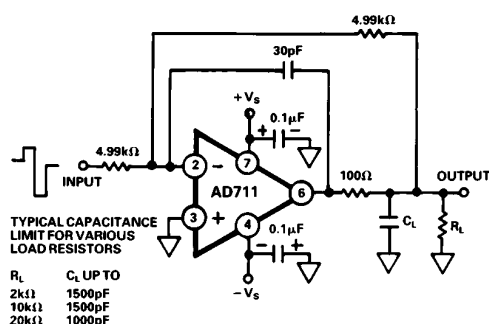 4.99kΩ
30pF
+VS
0.1µF
+ −
4.99kΩ
INPUT
2 −
7
AD711
6
100Ω
OUTPUT
3 +
4
0.1µF
− +
CL
RL
−VS
TYPICAL CAPACITANCE
LIMIT FOR VARIOUS
LOAD RESISTORS
RL CL UP TO
2kΩ 1500pF
10kΩ 1500pF
20kΩ 1000pF